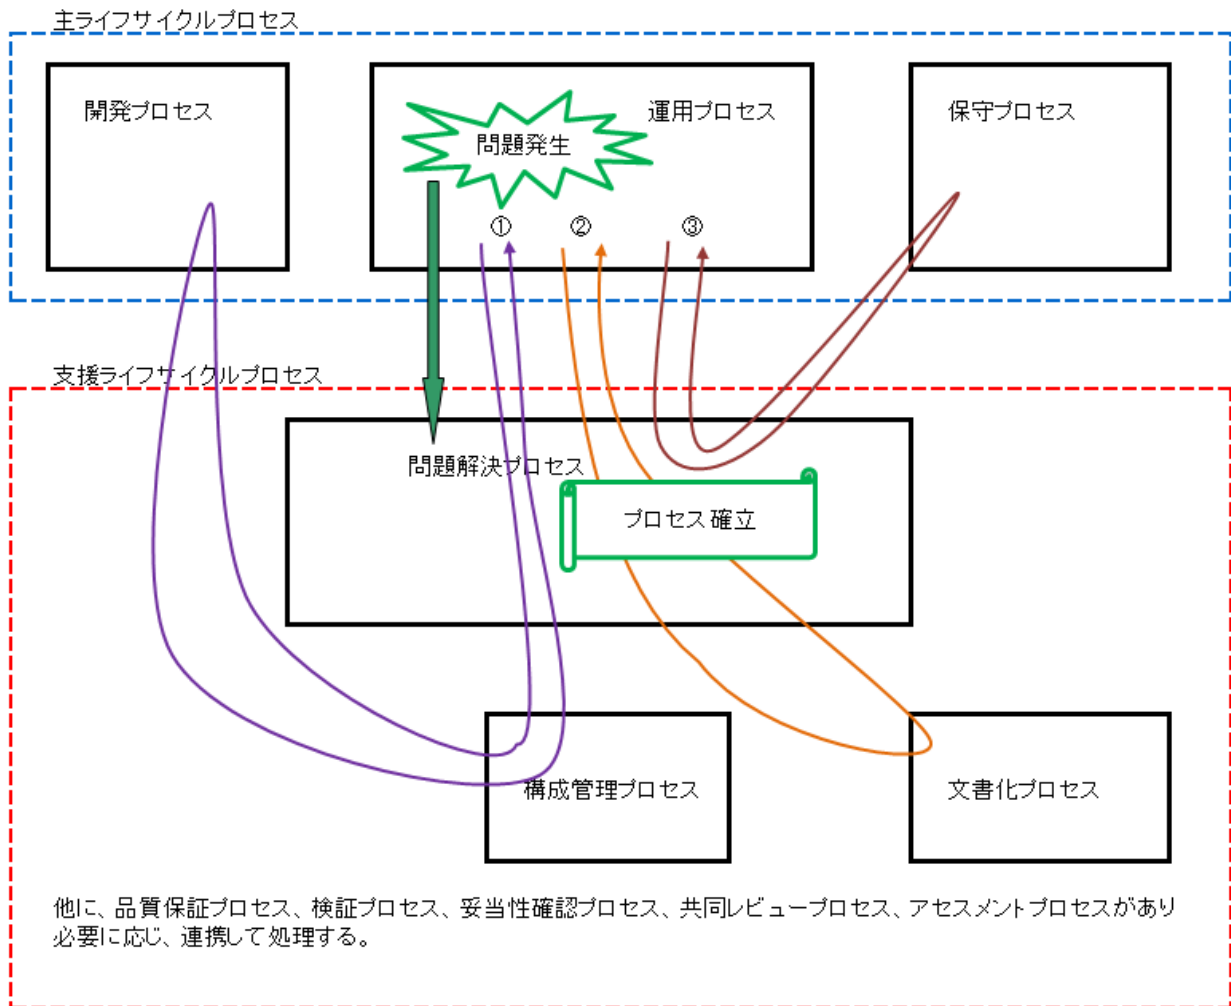 主ライフサイクルプロセス
開発プロセス
運用プロセス
保守プロセス
問題発生
①
②
③
支援ライフサイクルプロセス
問題解決プロセス
プロセス確立
構成管理プロセス
文書化プロセス
他に、品質保証プロセス、検証プロセス、妥当性確認プロセス、共同レビュープロセス、アセスメントプロセスがあり
必要に応じ、連携して処理する。